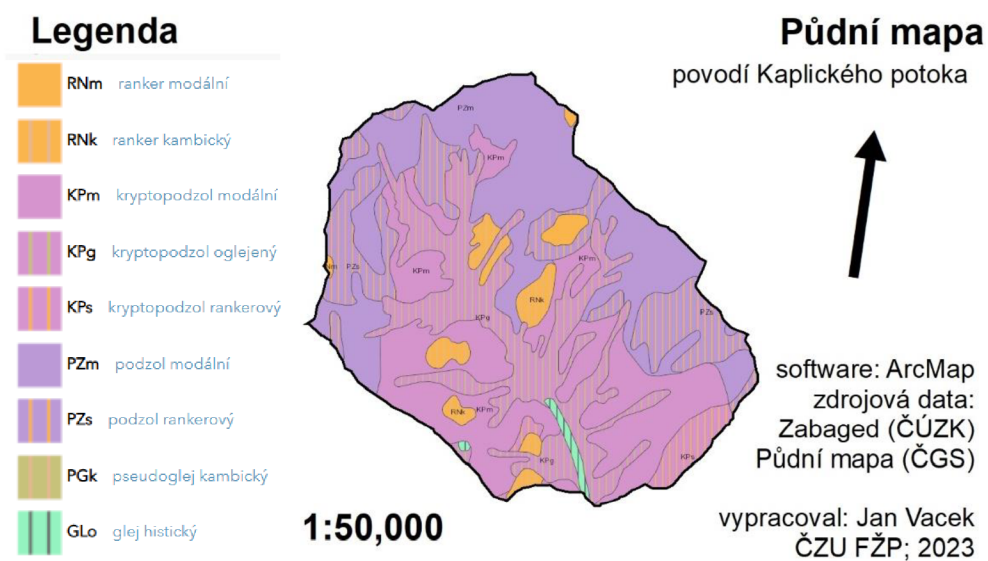 Legenda
RNm ranker modální
RNk ranker kambický
KPm kryptopodzol modální
KPg kryptopodzol oglejený
KPs kryptopodzol rankerový
PZm podzol modální
PZs podzol rankerový
PGk pseudoglej kambický
GLo glej histický
Půdní mapa
povodí Kaplického potoka
PZm
KPm
PZs
KPm
KPm
RNk
KPg
PZs
RNk
KPm
KPg
KPs
software: ArcMap
zdrojová data:
Zabaged (ČÚZK)
Půdní mapa (ČGS)
1:50,000
vypracoval: Jan Vacek
ČZU FŽP; 2023